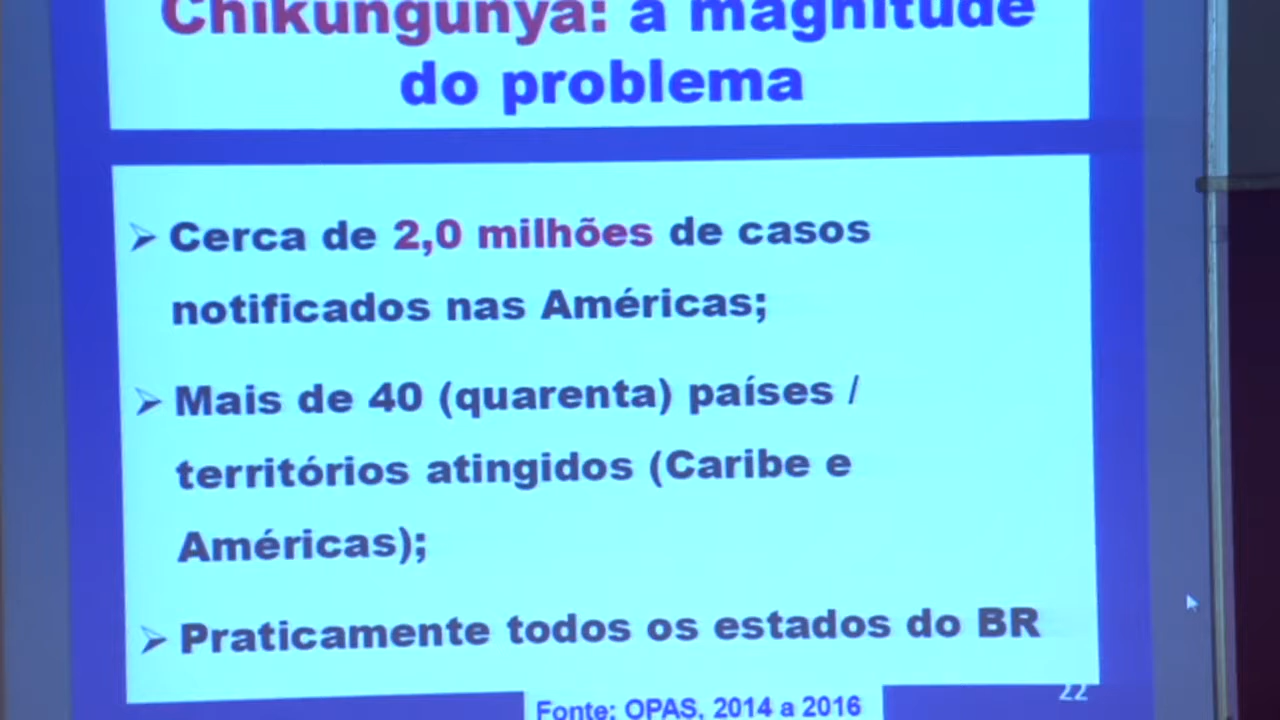 Chikungunya: a magnitude
do problema
➢ Cerca de 2,0 milhões de casos
notificados nas Américas;
➢ Mais de 40 (quarenta) países /
territórios atingidos (Caribe e
Américas);
➢ Praticamente todos os estados do BR
22
Fonte: OPAS, 2014 a 2016